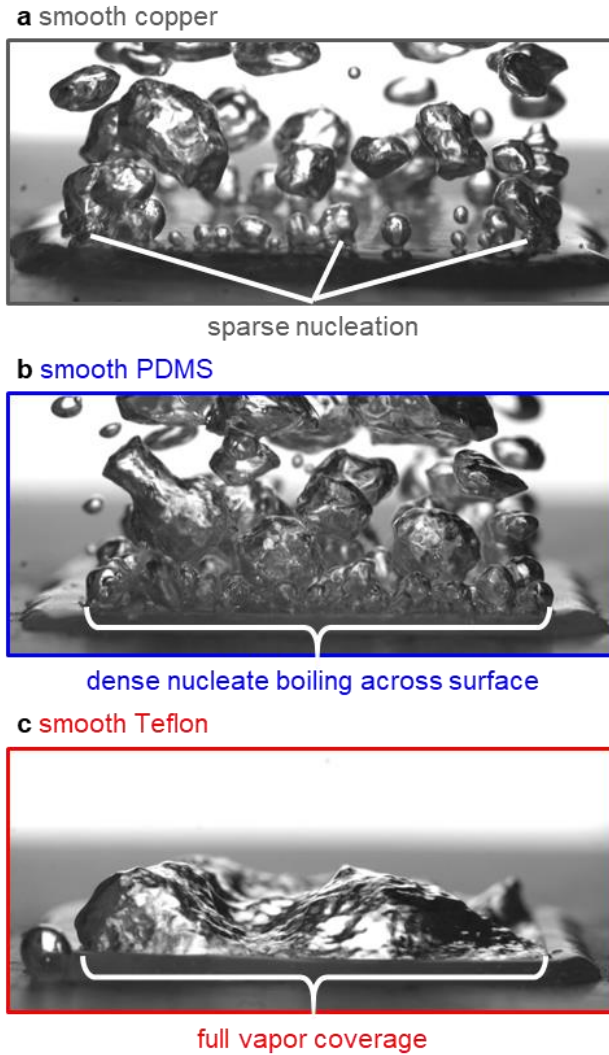 a smooth copper
sparse nucleation
b smooth PDMS
dense nucleate boiling across surface
c smooth Teflon
full vapor coverage